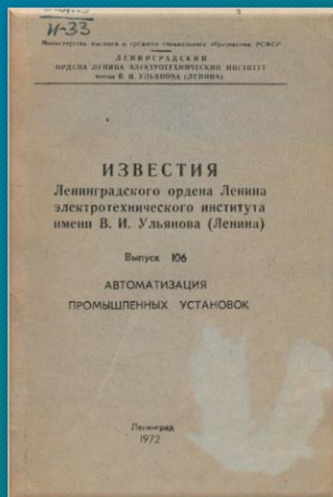 И-33
Министерство высшего и среднего специального образования РСФСР
ЛЕНИНГРАДСКИЙ
ОРДЕНА ЛЕНИНА ЭЛЕКТРОТЕХНИЧЕСКИЙ ИНСТИТУТ
имени В. И. УЛЬЯНОВА (ЛЕНИНА)
ИЗВЕСТИЯ
Ленинградского ордена Ленина
электротехнического института
имени В. И. Ульянова (Ленина)
Выпуск 106
АВТОМАТИЗАЦИЯ
ПРОМЫШЛЕННЫХ УСТАНОВОК
Ленинград
1972